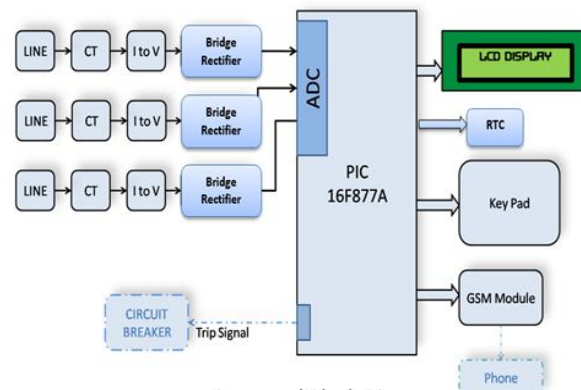 LINE CT I to V Bridge Rectifier
LINE CT I to V Bridge Rectifier
LINE CT I to V Bridge Rectifier
ADC
PIC
16F877A
LCD DISPLAY
RTC
Key Pad
GSM Module
Phone
CIRCUIT
BREAKER
Trip Signal